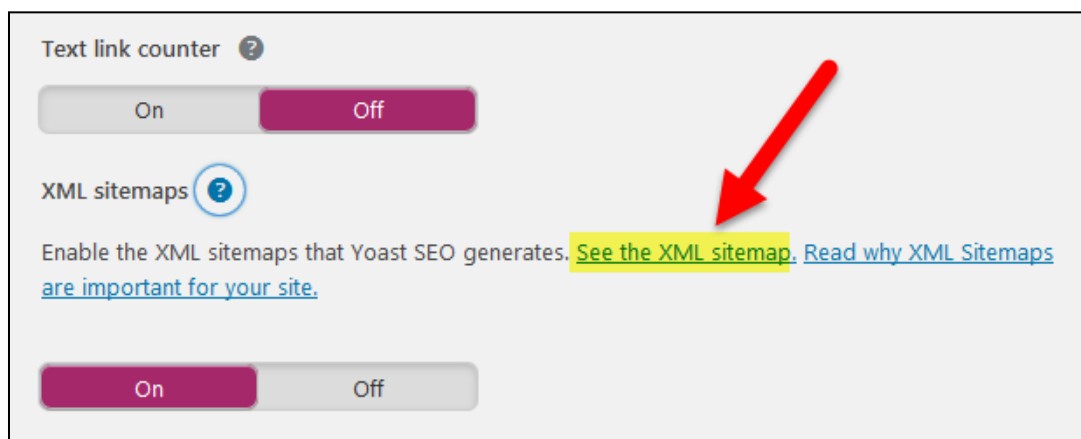 Text link counter ?
On Off
XML sitemaps ?
Enable the XML sitemaps that Yoast SEO generates. See the XML sitemap. Read why XML Sitemaps
are important for your site.
On Off